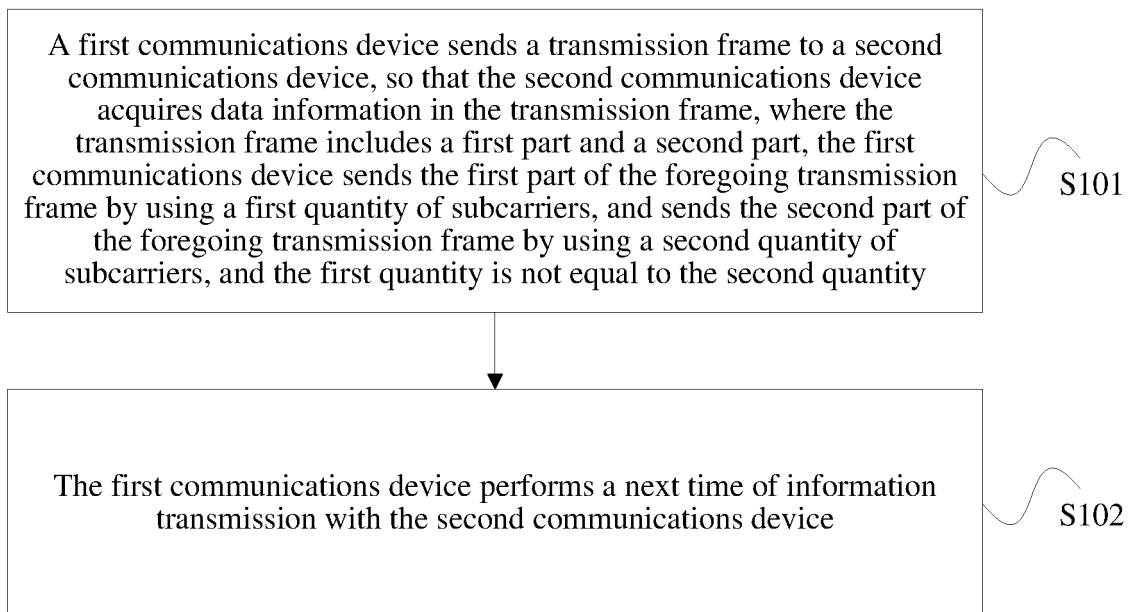 A first communications device sends a transmission frame to a second
communications device, so that the second communications device
acquires data information in the transmission frame, where the
transmission frame includes a first part and a second part, the first
communications device sends the first part of the foregoing transmission
frame by using a first quantity of subcarriers, and sends the second part of
the foregoing transmission frame by using a second quantity of
subcarriers, and the first quantity is not equal to the second quantity
S101
The first communications device performs a next time of information
transmission with the second communications device
S102